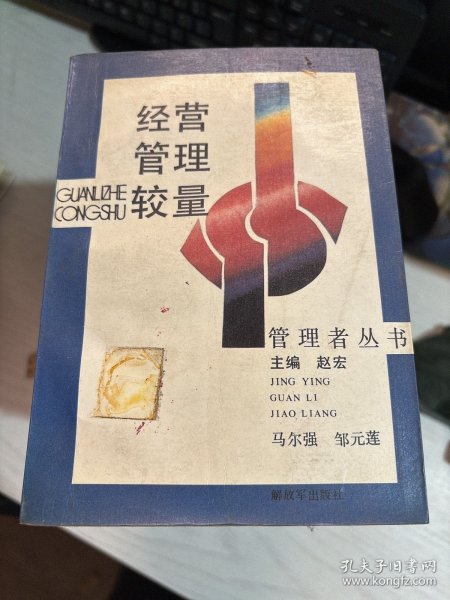 经营
管理
较量
GUANLIZHE
CONGSHU
管理者丛书
主编 赵宏
JING YING
GUAN LI
JIAO LIANG
马尔强 邹元莲
解放军出版社
孔夫子旧书网
www.kongfz.com